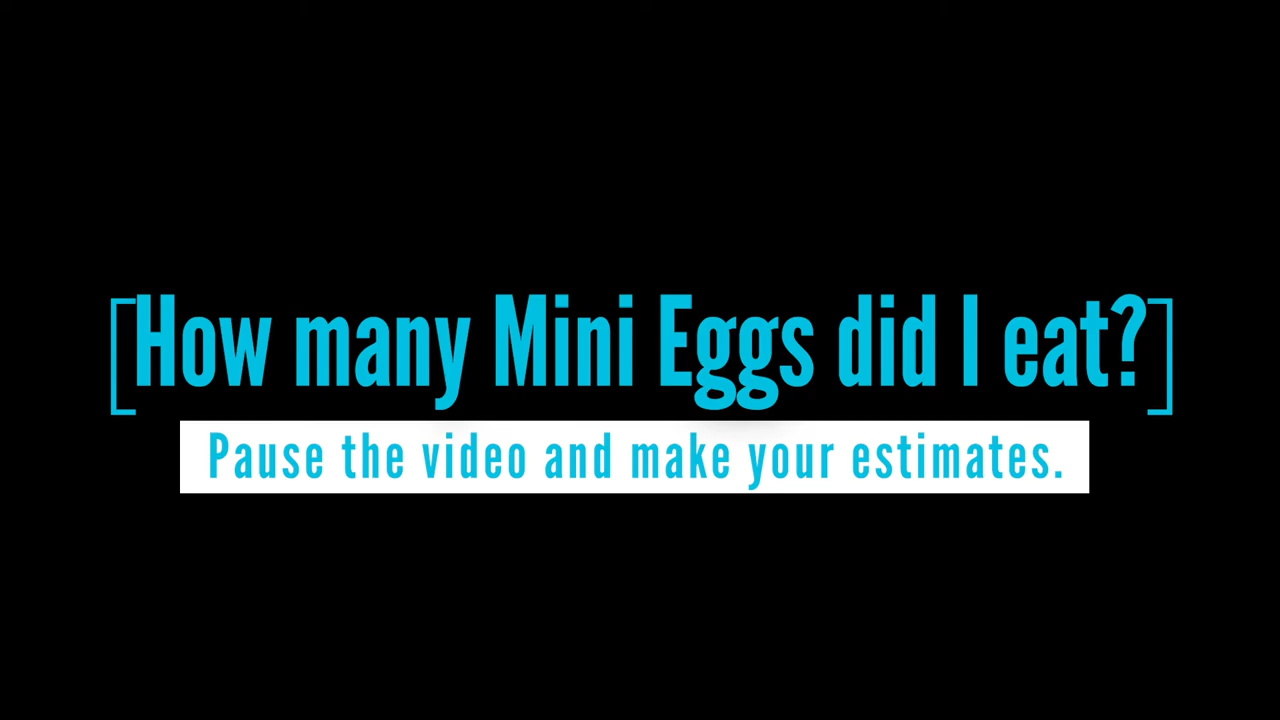 [How many Mini Eggs did I eat?]
Pause the video and make your estimates.